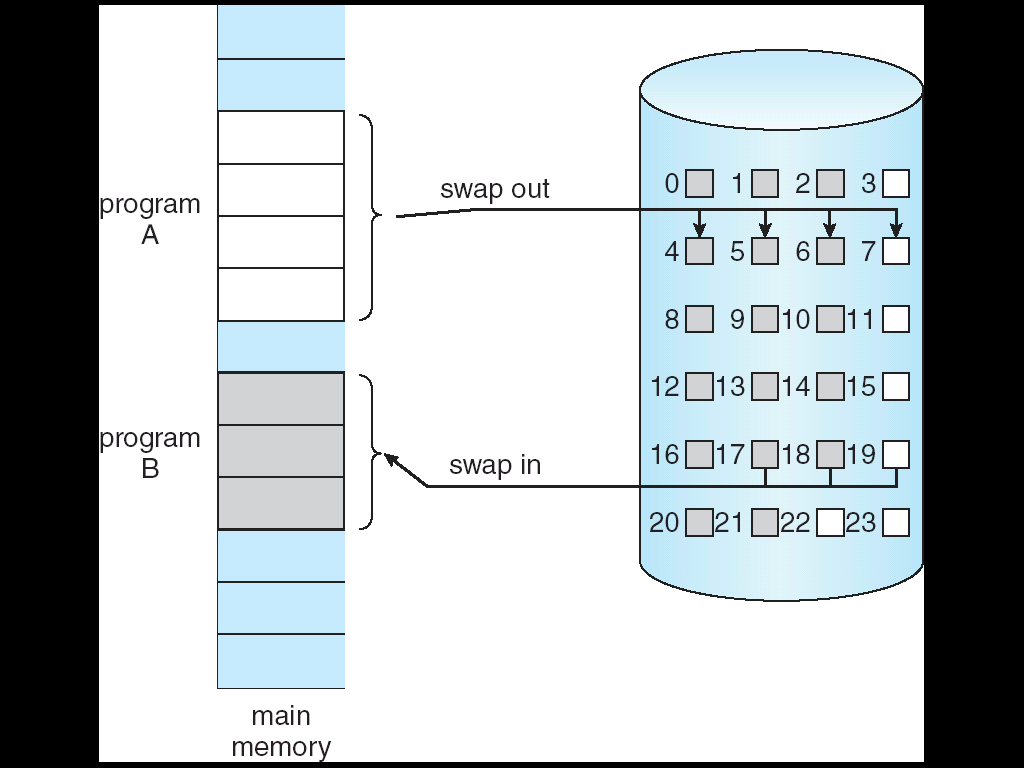 program
A
swap out
program
B
swap in
main
memory
0 1 2 3
4 5 6 7
8 9 10 11
12 13 14 15
16 17 18 19
20 21 22 23